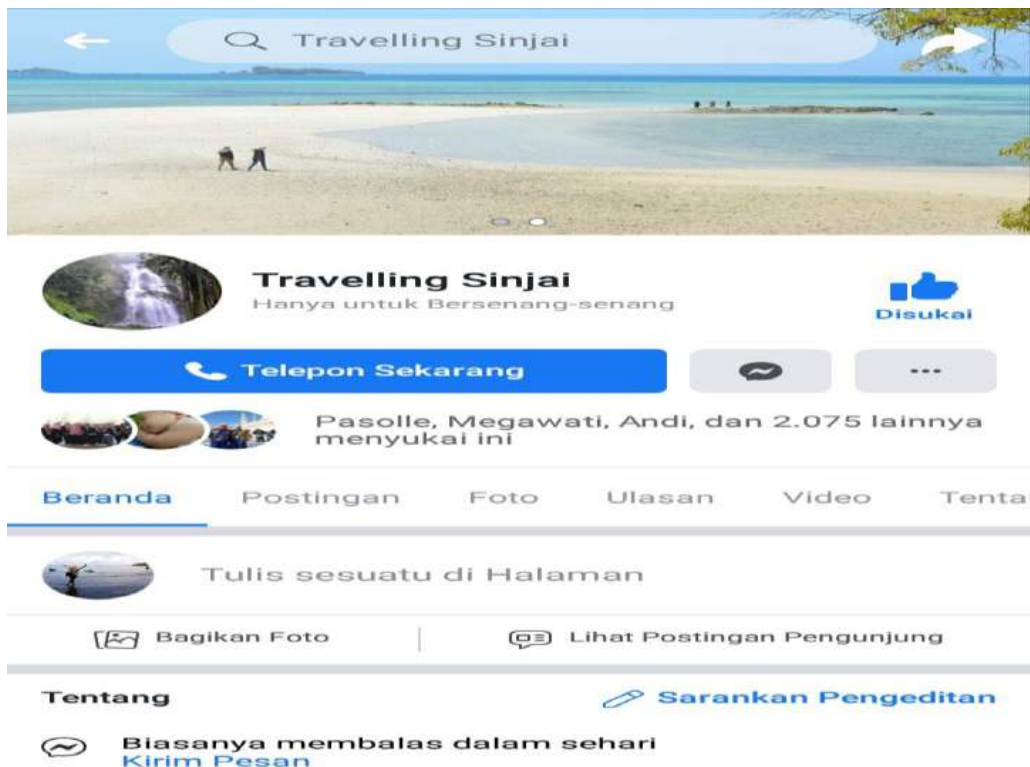 Travelling Sinjai
Travelling Sinjai
Hanya untuk Bersenang-senang
Disukai
Telepon Sekarang
Pasolle, Megawati, Andi, dan 2.075 lainnya
menyukai ini
Beranda Postingan Foto Ulasan Video Tenta
Tulis sesuatu di Halaman
Bagikan Foto Lihat Postingan Pengunjung
Tentang Sarankan Pengeditan
Biasanya membalas dalam sehari
Kirim Pesan